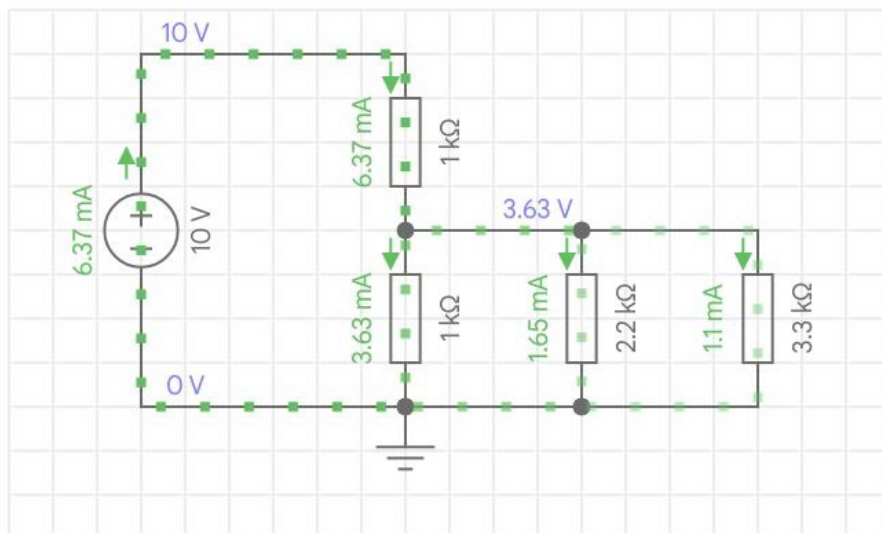 10 V
6.37 mA
1 kΩ
3.63 V
6.37 mA
10 V
3.63 mA
1 kΩ
1.65 mA
2.2 kΩ
1.1 mA
3.3 kΩ
0 V